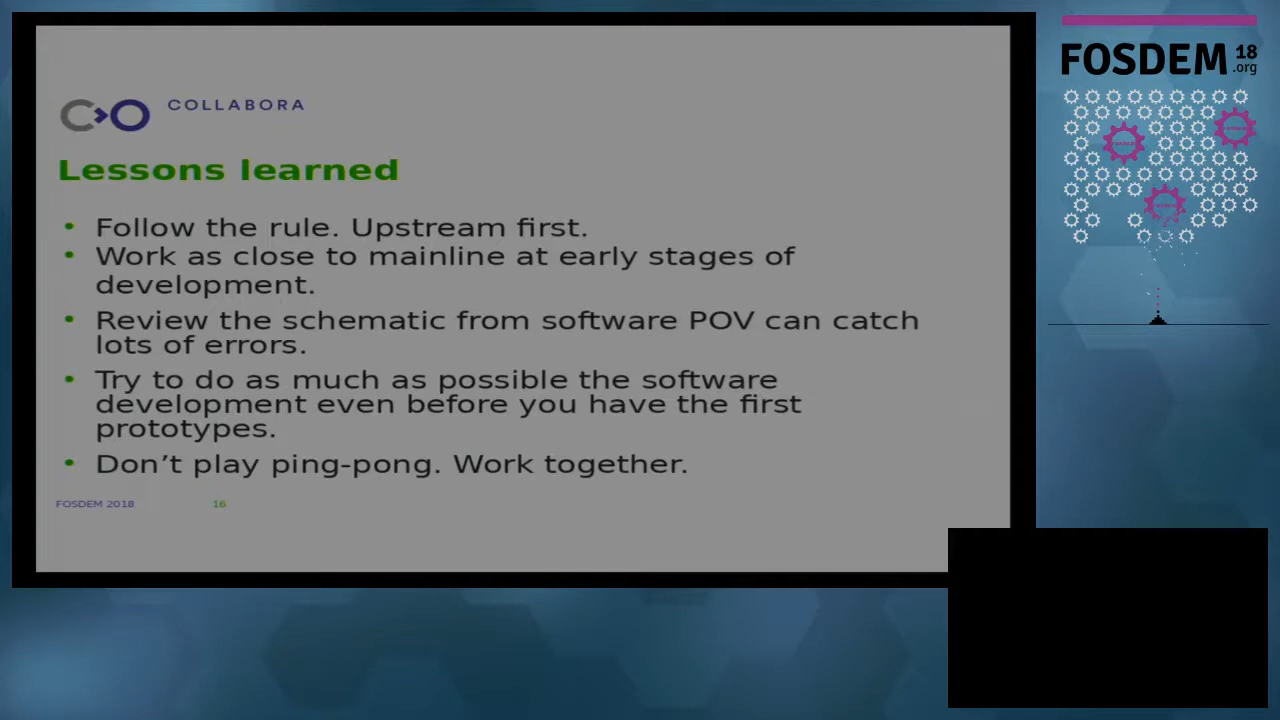 COLLABORA
Lessons learned
• Follow the rule. Upstream first.
• Work as close to mainline at early stages of
development.
• Review the schematic from software POV can catch
lots of errors.
• Try to do as much as possible the software
development even before you have the first
prototypes.
• Don’t play ping-pong. Work together.
FOSDEM 2018 16
FOSDEM 18
.org